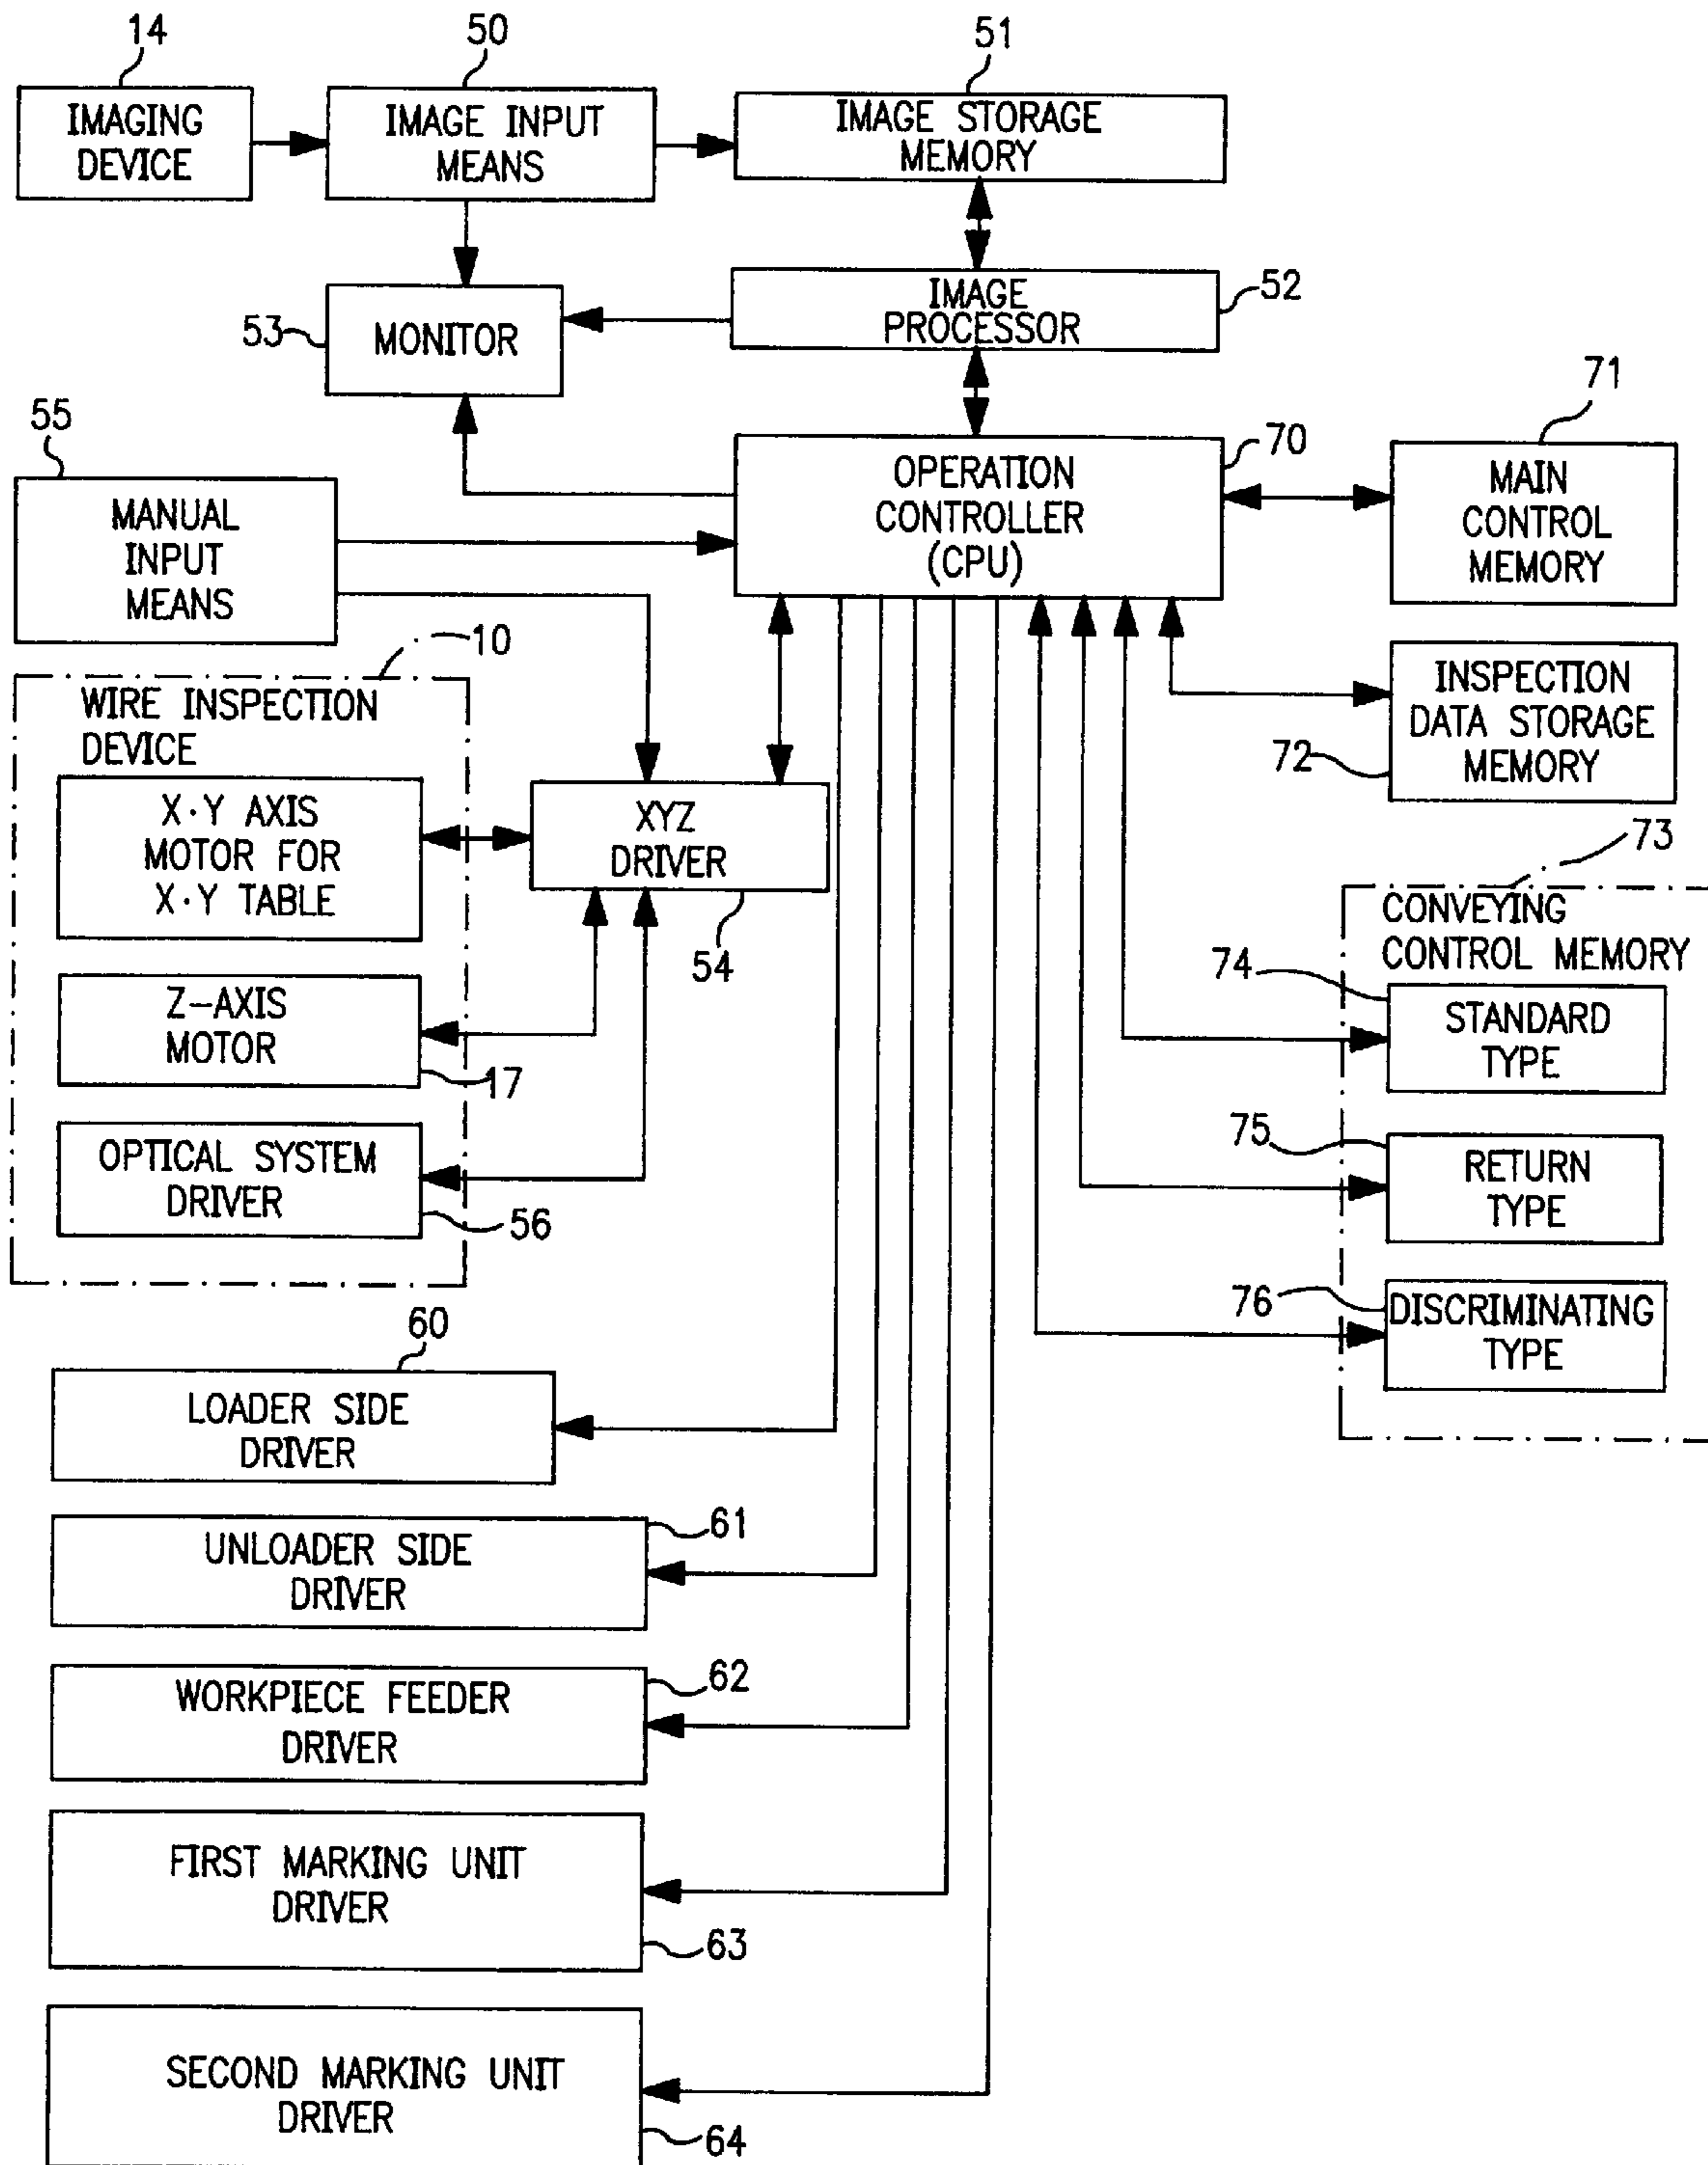 14
50
51
IMAGING
DEVICE
IMAGE INPUT
MEANS
IMAGE STORAGE
MEMORY
53
MONITOR
IMAGE
PROCESSOR
52
55
MANUAL
INPUT
MEANS
OPERATION
CONTROLLER
(CPU)
70
71
MAIN
CONTROL
MEMORY
10
WIRE INSPECTION
DEVICE
X·Y AXIS
MOTOR FOR
X·Y TABLE
XYZ
DRIVER
54
INSPECTION
DATA STORAGE
MEMORY
72
73
CONVEYING
CONTROL MEMORY
Z-AXIS
MOTOR
17
74
STANDARD
TYPE
OPTICAL SYSTEM
DRIVER
56
75
RETURN
TYPE
76
DISCRIMINATING
TYPE
60
LOADER SIDE
DRIVER
61
UNLOADER SIDE
DRIVER
62
WORKPIECE FEEDER
DRIVER
FIRST MARKING UNIT
DRIVER
63
SECOND MARKING UNIT
DRIVER
64